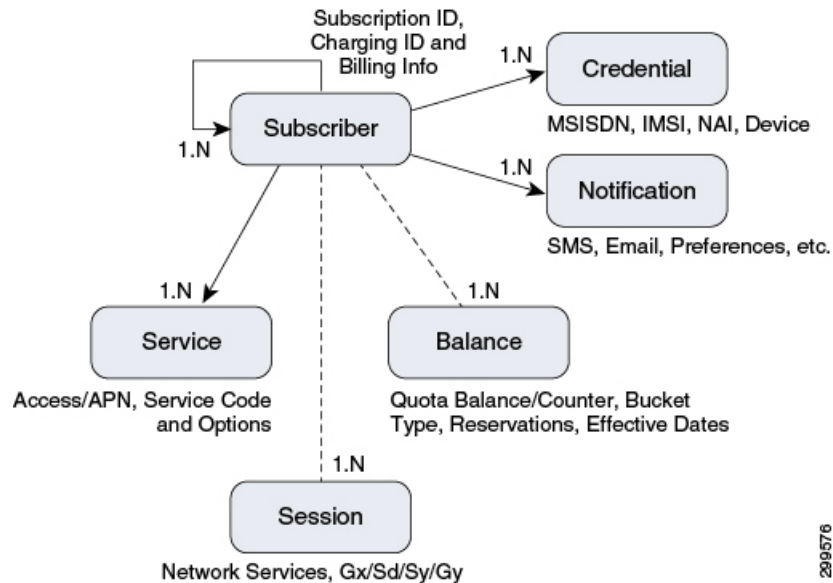 Subscription ID,
Charging ID and
Billing Info
1.N
Credential
MSISDN, IMSI, NAI, Device
Subscriber
1.N
1.N
Notification
SMS, Email, Preferences, etc.
1.N
Service
Access/APN, Service Code
and Options
1.N
Balance
Quota Balance/Counter, Bucket
Type, Reservations, Effective Dates
1.N
Session
Network Services, Gx/Sd/Sy/Gy
299576